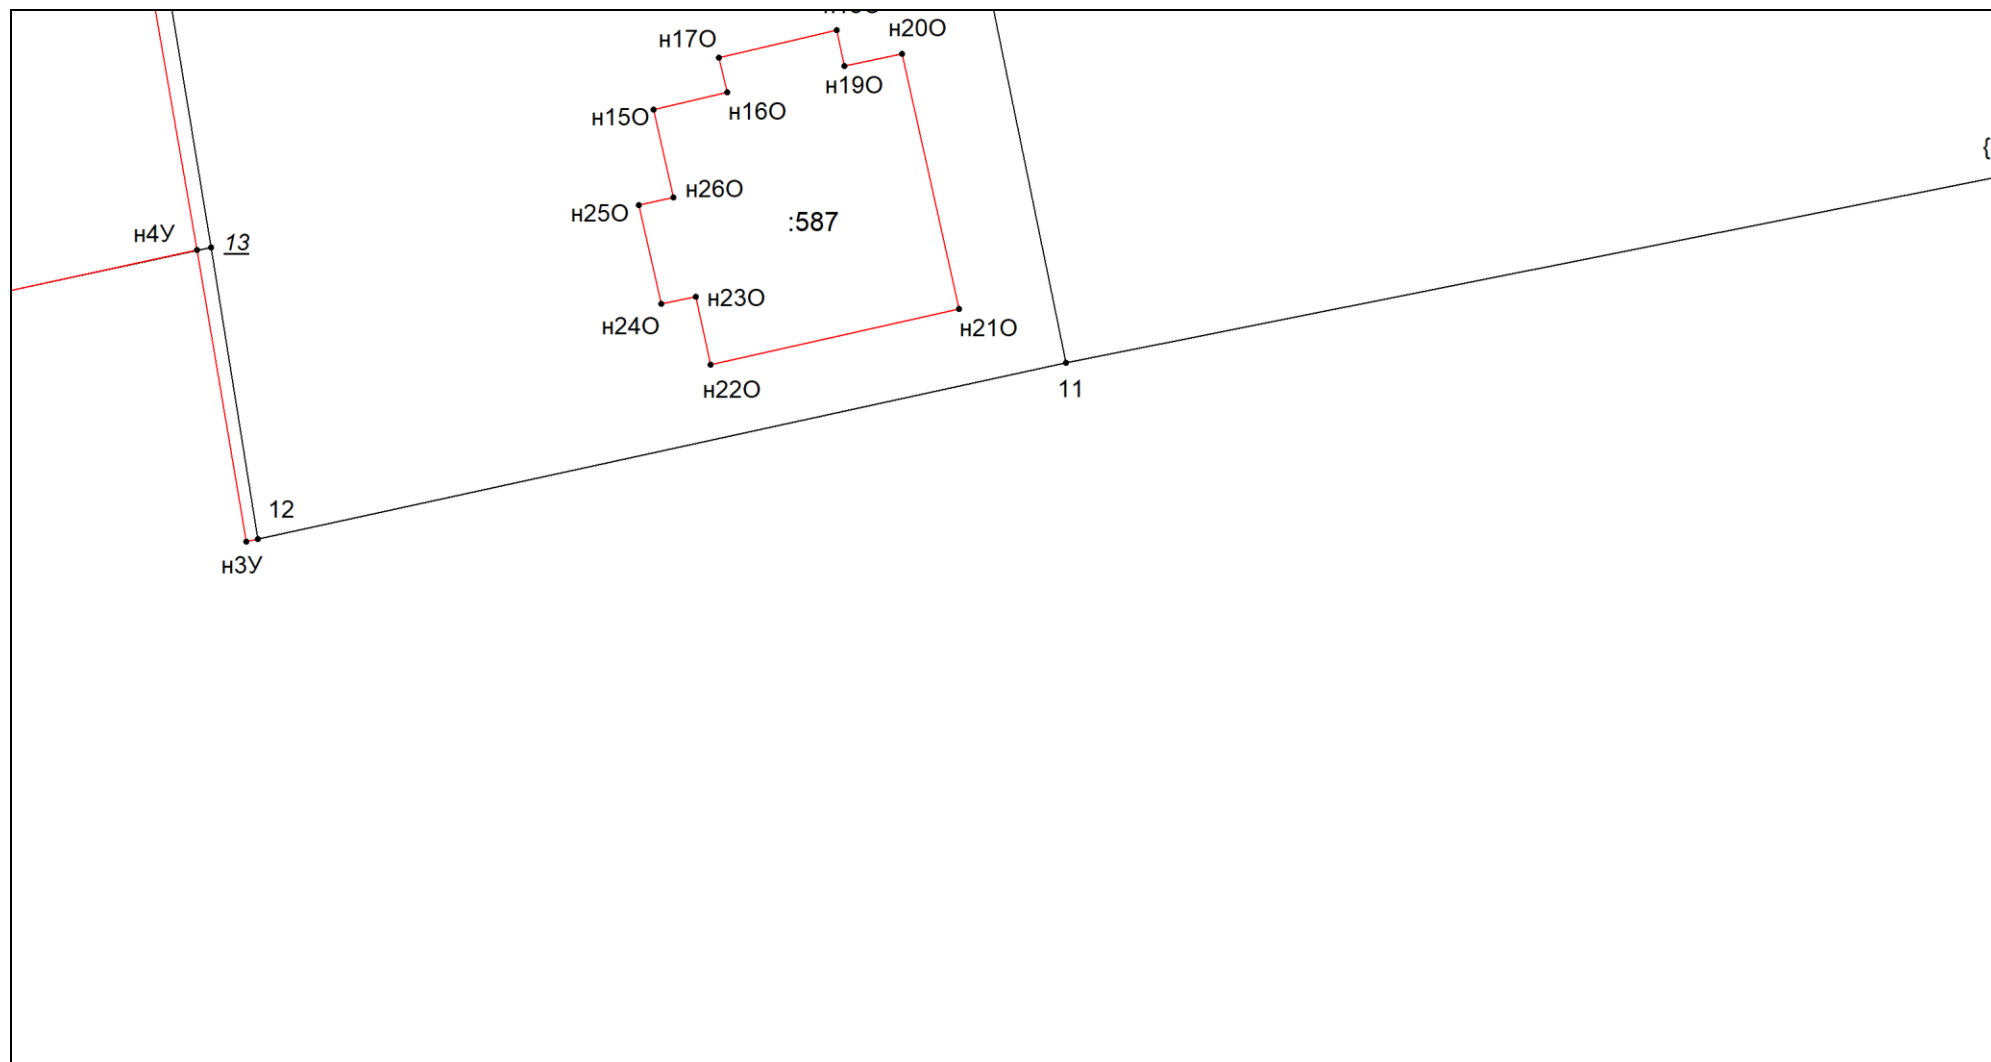 н20О
н17О
н19О
н16О
н15О
н26О
н25О
:587
н4У
13
н23О
н24О
н21О
н22О
11
12
н3У
{